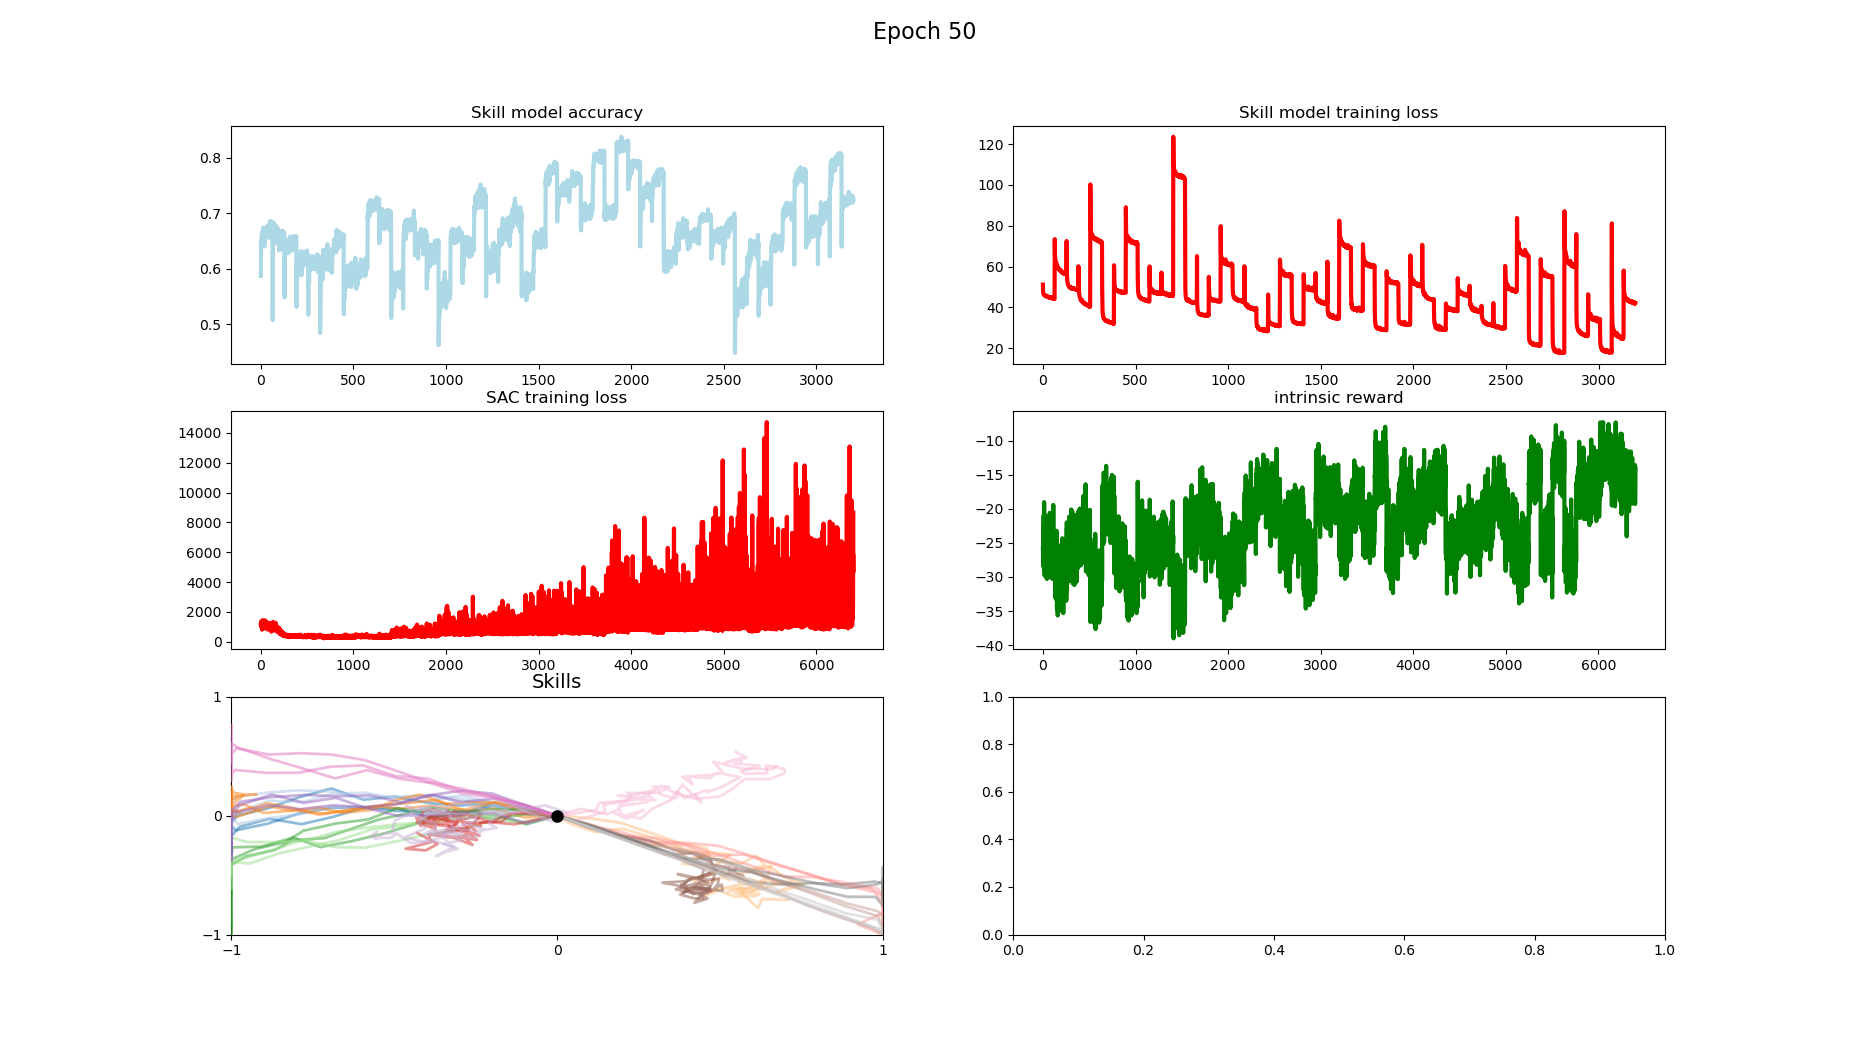 Epoch 50
Skill model accuracy
0.8
0.7
0.6
0.5
0 500 1000 1500 2000 2500 3000
Skill model training loss
120
100
80
60
40
20
0 500 1000 1500 2000 2500 3000
SAC training loss
14000
12000
10000
8000
6000
4000
2000
0
0 1000 2000 3000 4000 5000 6000
intrinsic reward
−10
−15
−20
−25
−30
−35
−40
0 1000 2000 3000 4000 5000 6000
Skills
1
0
−1
−1 0 1
1.0
0.8
0.6
0.4
0.2
0.0
0.0 0.2 0.4 0.6 0.8 1.0